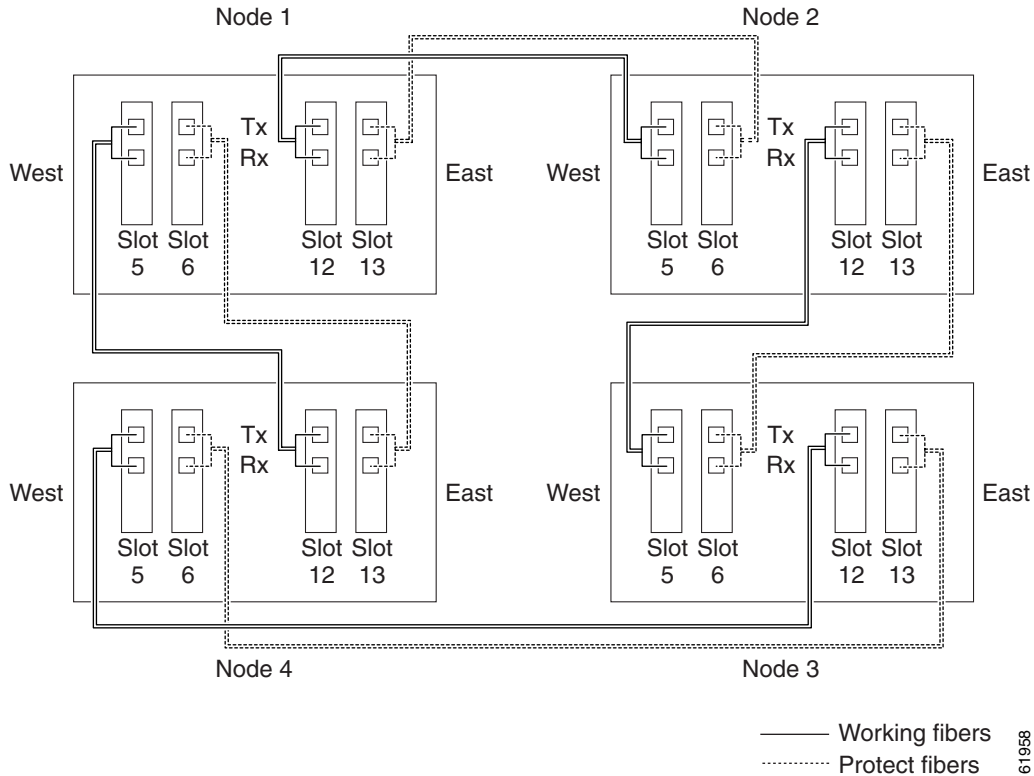 Node 1
Node 2
Tx
Rx
Tx
Rx
West
East
West
East
Slot
5
Slot
6
Slot
12
Slot
13
Slot
5
Slot
6
Slot
12
Slot
13
Tx
Rx
Tx
Rx
West
East
West
East
Slot
5
Slot
6
Slot
12
Slot
13
Slot
5
Slot
6
Slot
12
Slot
13
Node 4
Node 3
Working fibers
Protect fibers
61958